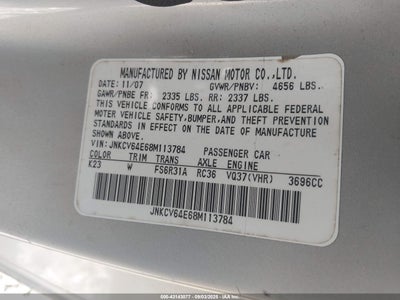 MANUFACTURED BY NISSAN MOTOR CO.,LTD.
DATE: 11/07 GVWR/PNBV: 4656 LBS.
GAWR/PNBE FR: 2335 LBS. RR: 2337 LBS.
THIS VEHICLE CONFORMS TO ALL APPLICABLE FEDERAL
MOTOR VEHICLE SAFETY, BUMPER, AND THEFT PREVENTION
STANDARDS IN EFFECT ON THE DATE OF MANUFACTURE
SHOWN ABOVE.
VIN: JNKCV64E68M113784 PASSENGER CAR
COLOR TRIM TRANS AXLE ENGINE
K23 W FS6R31A RC36 VQ37(VHR) 3696CC
JNKCV64E68M113784